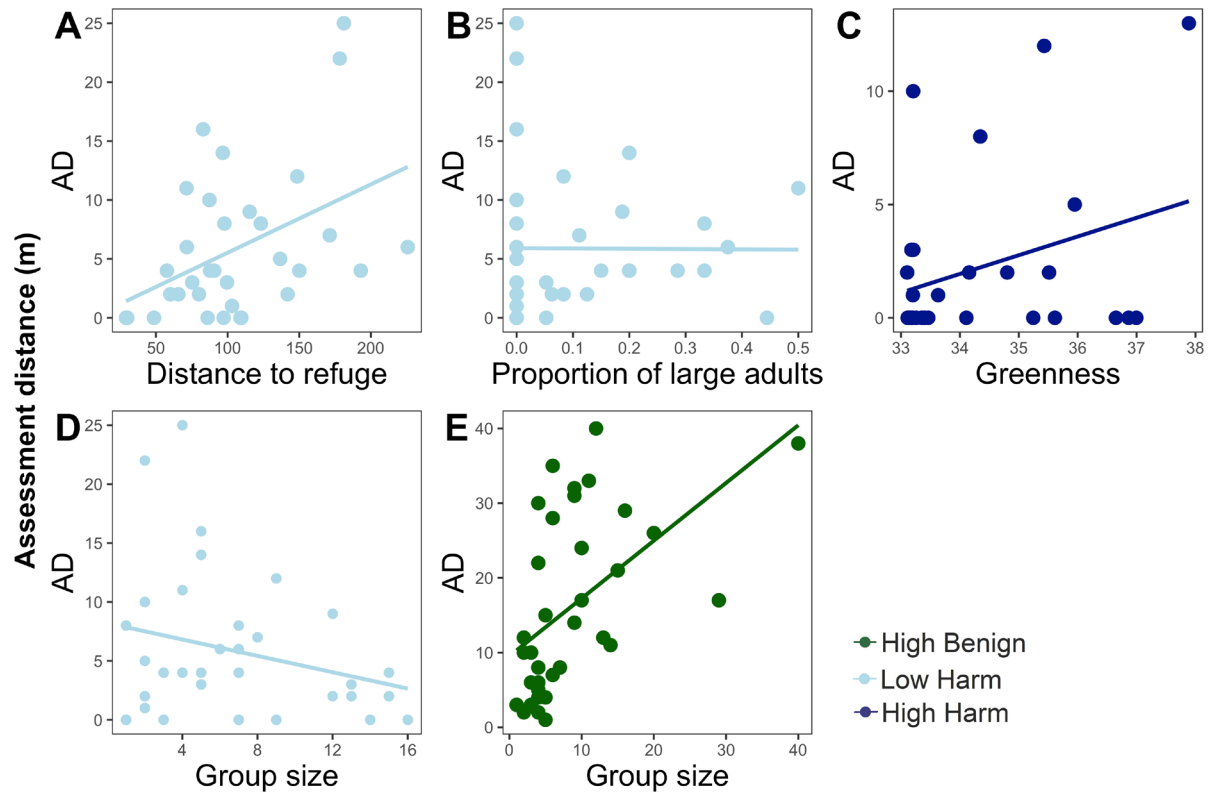 Assessment distance (m)
A
AD
25
20
15
10
5
0
50 100 150 200
Distance to refuge
B
AD
25
20
15
10
5
0
0.0 0.1 0.2 0.3 0.4 0.5
Proportion of large adults
C
AD
10
5
0
33 34 35 36 37 38
Greenness
D
AD
25
20
15
10
5
0
4 8 12 16
Group size
E
AD
40
30
20
10
0
0 10 20 30 40
Group size
High Benign
Low Harm
High Harm